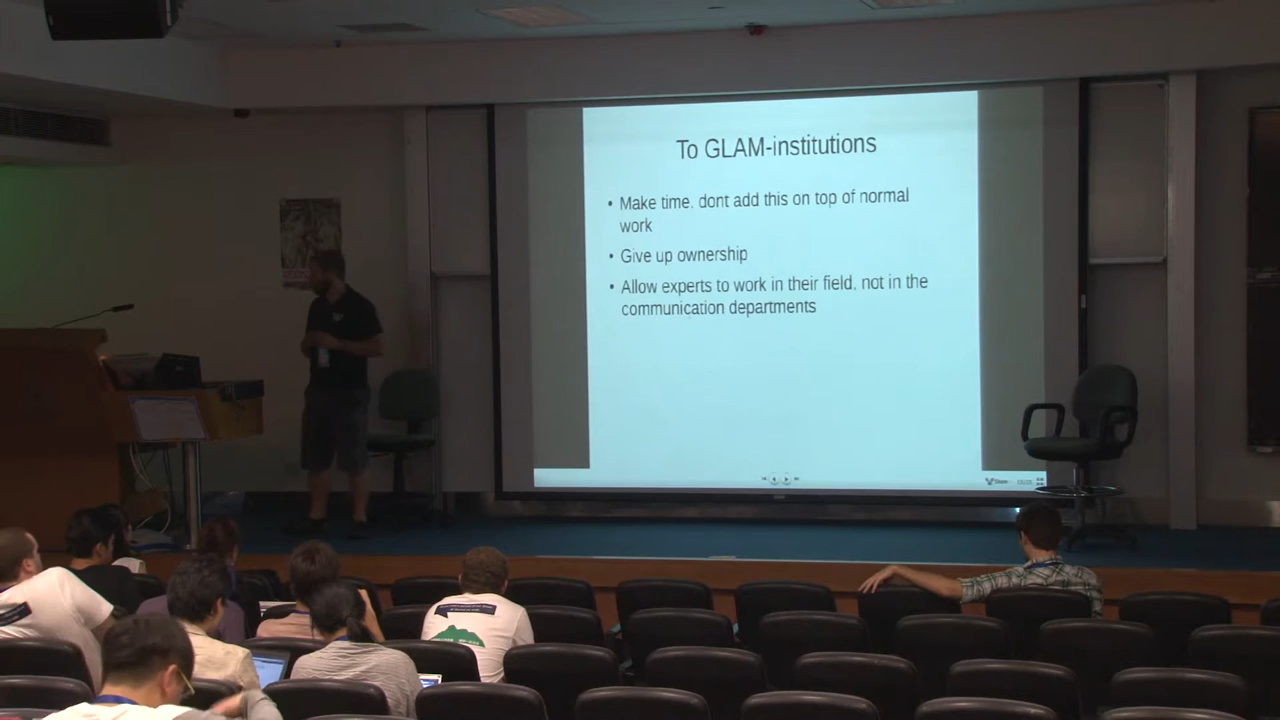 To GLAM-institutions
• Make time. dont add this on top of normal
work
• Give up ownership
• Allow experts to work in their field, not in the
communication departments